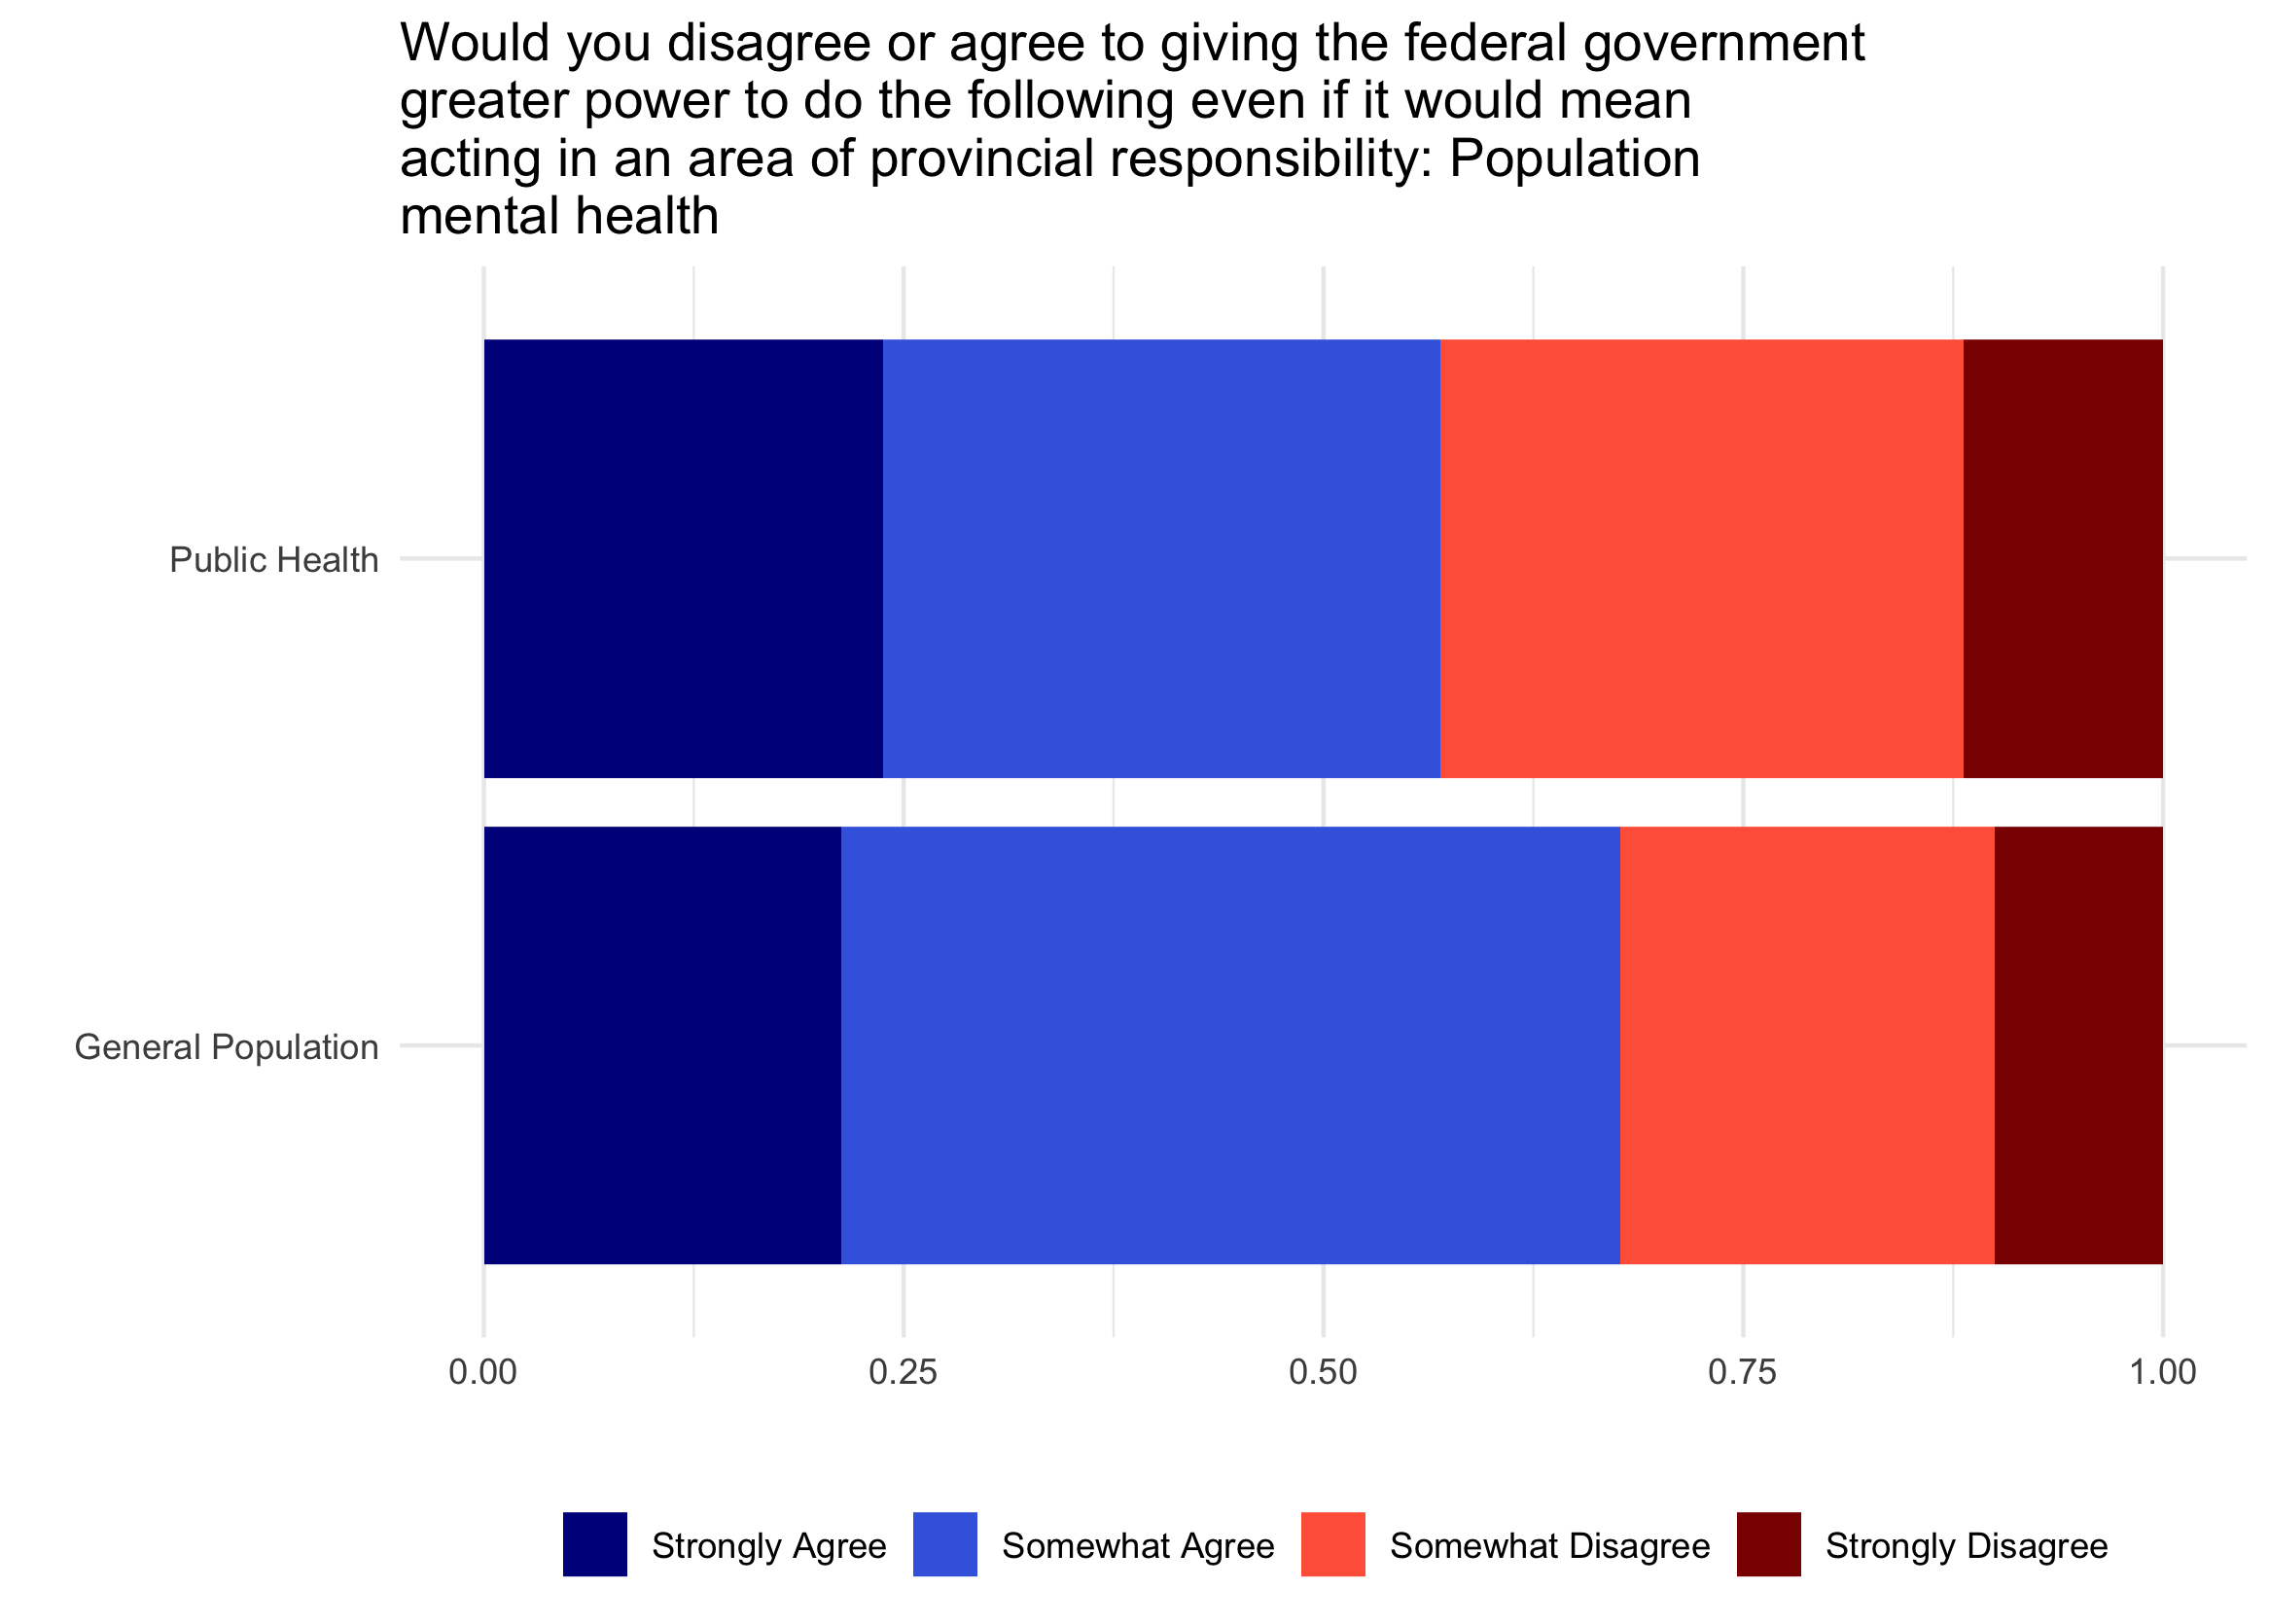 Would you disagree or agree to giving the federal government
greater power to do the following even if it would mean
acting in an area of provincial responsibility: Population
mental health
Public Health
General Population
0.00 0.25 0.50 0.75 1.00
Strongly Agree Somewhat Agree Somewhat Disagree Strongly Disagree